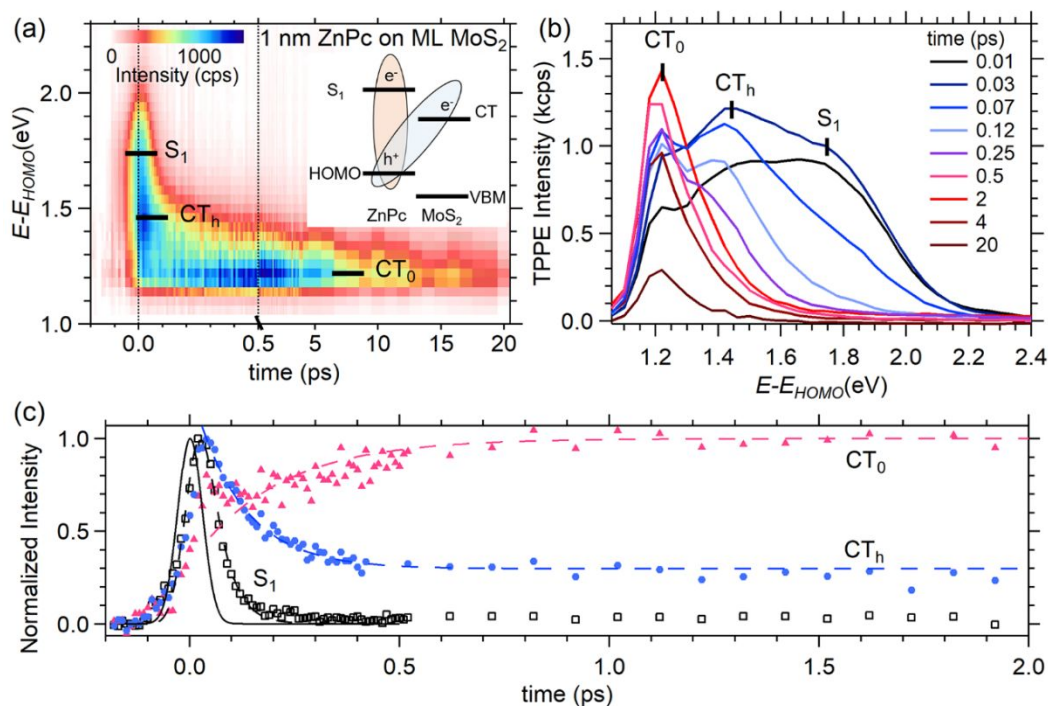 (a)
0 1000
Intensity (cps)
1 nm ZnPc on ML MoS2
e-
S1
e-
CT
h+
HOMO
VBM
ZnPc MoS2
S1
CTh
CT0
2.0
1.5
1.0
E-EHOMO(eV)
0.0 0.5 5 10 15 20
time (ps)
(b)
CT0
CTh
S1
time (ps)
0.01
0.03
0.07
0.12
0.25
0.5
2
4
20
1.5
1.0
0.5
0.0
TPPE Intensity (kcps)
1.2 1.4 1.6 1.8 2.0 2.2 2.4
E-EHOMO(eV)
(c)
1.0
0.5
0.0
Normalized Intensity
CT0
CTh
S1
0.0 0.5 1.0 1.5 2.0
time (ps)